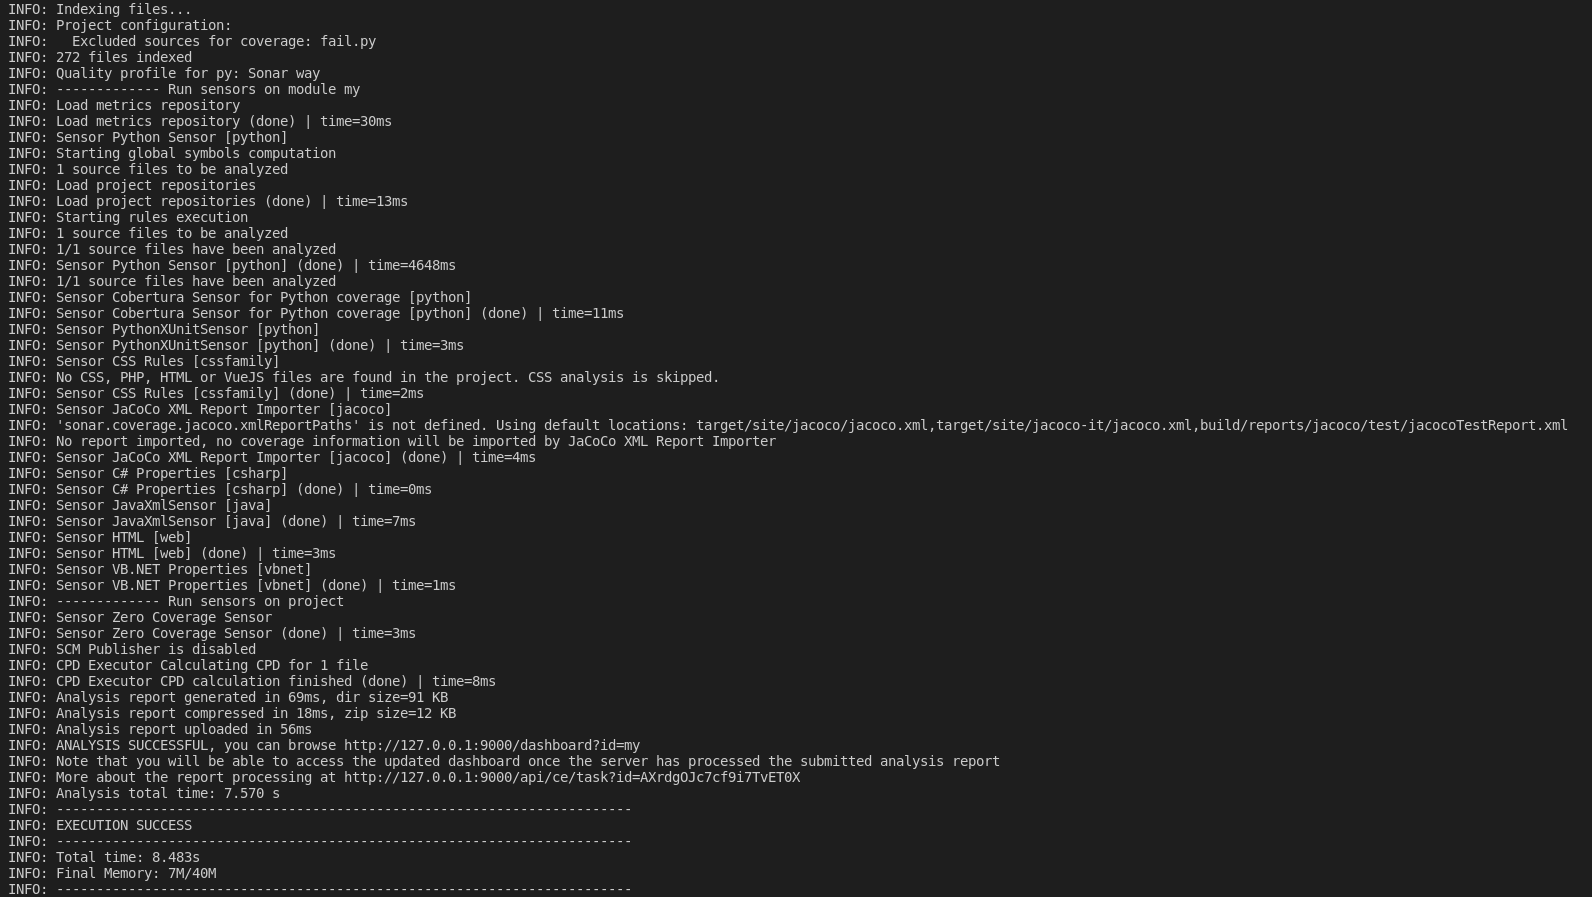 INFO: Indexing files...
INFO: Project configuration:
INFO:   Excluded sources for coverage: fail.py
INFO: 272 files indexed
INFO: Quality profile for py: Sonar way
INFO: ------------- Run sensors on module my
INFO: Load metrics repository
INFO: Load metrics repository (done) | time=30ms
INFO: Sensor Python Sensor [python]
INFO: Starting global symbols computation
INFO: 1 source files to be analyzed
INFO: Load project repositories
INFO: Load project repositories (done) | time=13ms
INFO: Starting rules execution
INFO: 1 source files to be analyzed
INFO: 1/1 source files have been analyzed
INFO: Sensor Python Sensor [python] (done) | time=4648ms
INFO: 1/1 source files have been analyzed
INFO: Sensor Cobertura Sensor for Python coverage [python]
INFO: Sensor Cobertura Sensor for Python coverage [python] (done) | time=11ms
INFO: Sensor PythonXUnitSensor [python]
INFO: Sensor PythonXUnitSensor [python] (done) | time=3ms
INFO: Sensor CSS Rules [cssfamily]
INFO: No CSS, PHP, HTML or VueJS files are found in the project. CSS analysis is skipped.
INFO: Sensor CSS Rules [cssfamily] (done) | time=2ms
INFO: Sensor JaCoCo XML Report Importer [jacoco]
INFO: 'sonar.coverage.jacoco.xmlReportPaths' is not defined. Using default locations: target/site/jacoco/jacoco.xml,target/site/jacoco-it/jacoco.xml,build/reports/jacoco/test/jacocoTestReport.xml
INFO: No report imported, no coverage information will be imported by JaCoCo XML Report Importer
INFO: Sensor JaCoCo XML Report Importer [jacoco] (done) | time=4ms
INFO: Sensor C# Properties [csharp]
INFO: Sensor C# Properties [csharp] (done) | time=0ms
INFO: Sensor JavaXmlSensor [java]
INFO: Sensor JavaXmlSensor [java] (done) | time=7ms
INFO: Sensor HTML [web]
INFO: Sensor HTML [web] (done) | time=3ms
INFO: Sensor VB.NET Properties [vbnet]
INFO: Sensor VB.NET Properties [vbnet] (done) | time=1ms
INFO: ------------- Run sensors on project
INFO: Sensor Zero Coverage Sensor
INFO: Sensor Zero Coverage Sensor (done) | time=3ms
INFO: SCM Publisher is disabled
INFO: CPD Executor Calculating CPD for 1 file
INFO: CPD Executor CPD calculation finished (done) | time=8ms
INFO: Analysis report generated in 69ms, dir size=91 KB
INFO: Analysis report compressed in 18ms, zip size=12 KB
INFO: Analysis report uploaded in 56ms
INFO: ANALYSIS SUCCESSFUL, you can browse http://127.0.0.1:9000/dashboard?id=my
INFO: Note that you will be able to access the updated dashboard once the server has processed the submitted analysis report
INFO: More about the report processing at http://127.0.0.1:9000/api/ce/task?id=AXrdgOJc7cf9i7TvET0X
INFO: Analysis total time: 7.570 s
INFO: ------------------------------------------------------------------------
INFO: EXECUTION SUCCESS
INFO: ------------------------------------------------------------------------
INFO: Total time: 8.483s
INFO: Final Memory: 7M/40M
INFO: ------------------------------------------------------------------------